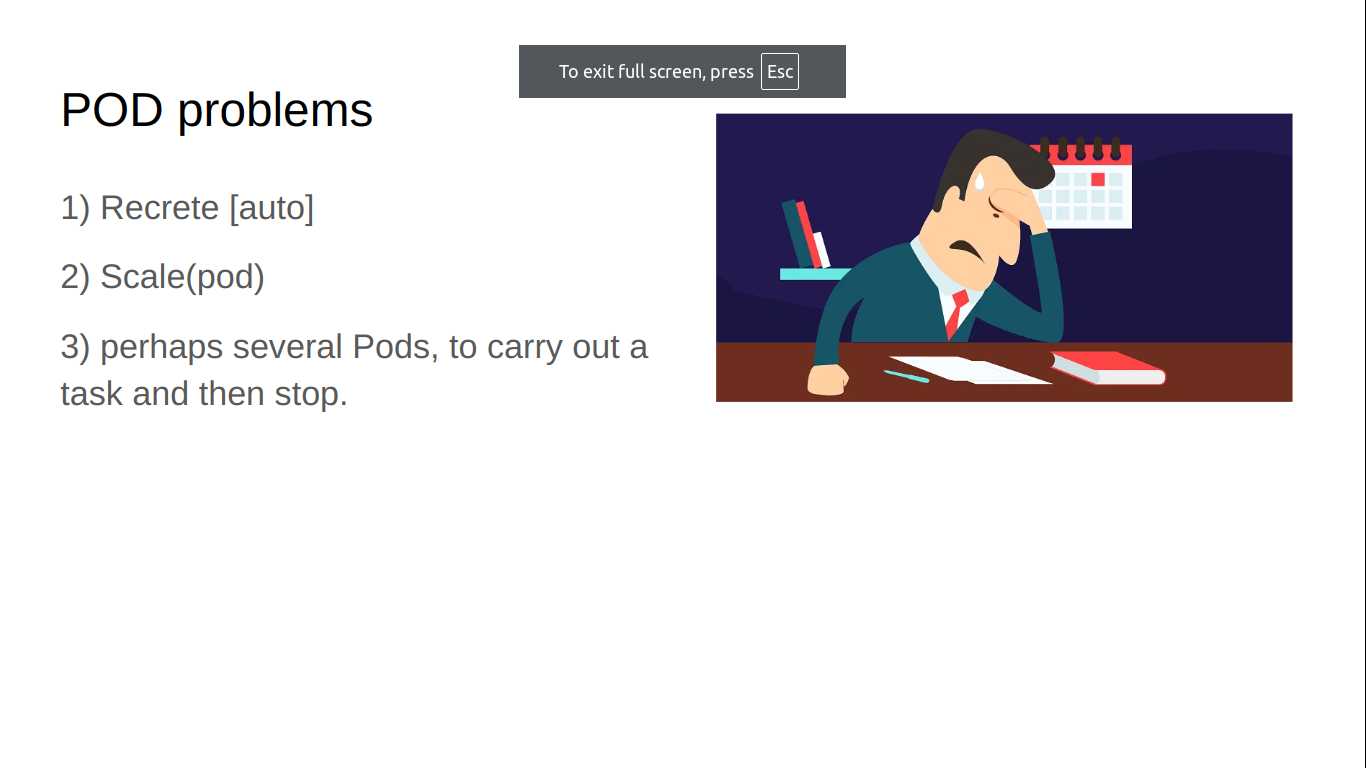 To exit full screen, press Esc
POD problems
1) Recrete [auto]
2) Scale(pod)
3) perhaps several Pods, to carry out a
task and then stop.